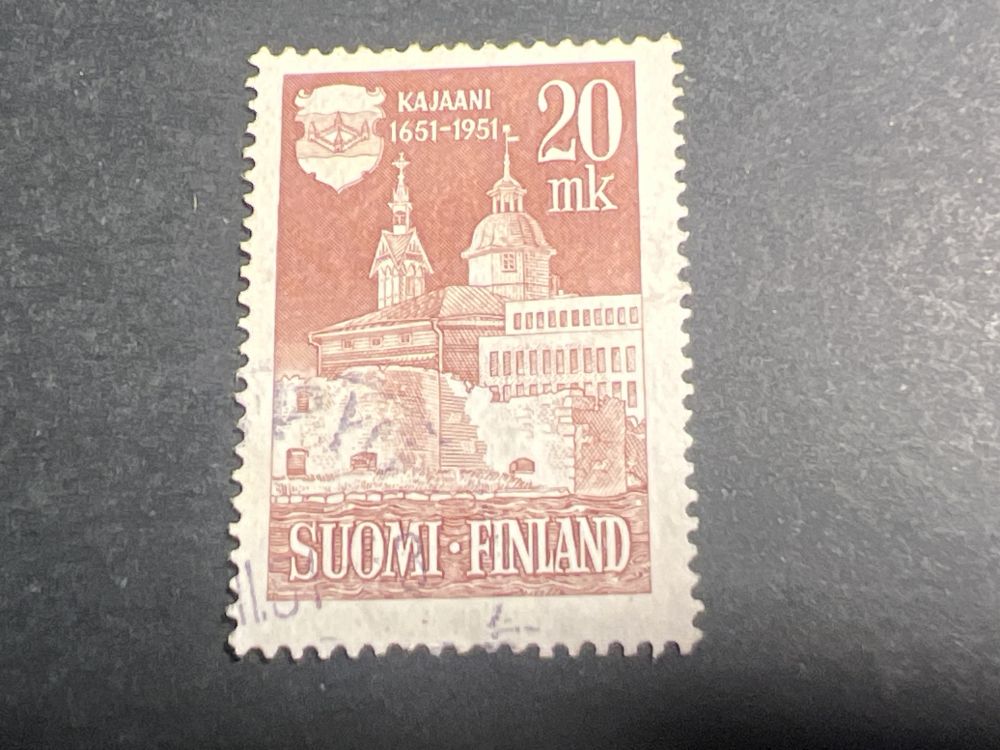 KAJAANI
1651-1951
20
mk
SUOMI · FINLAND